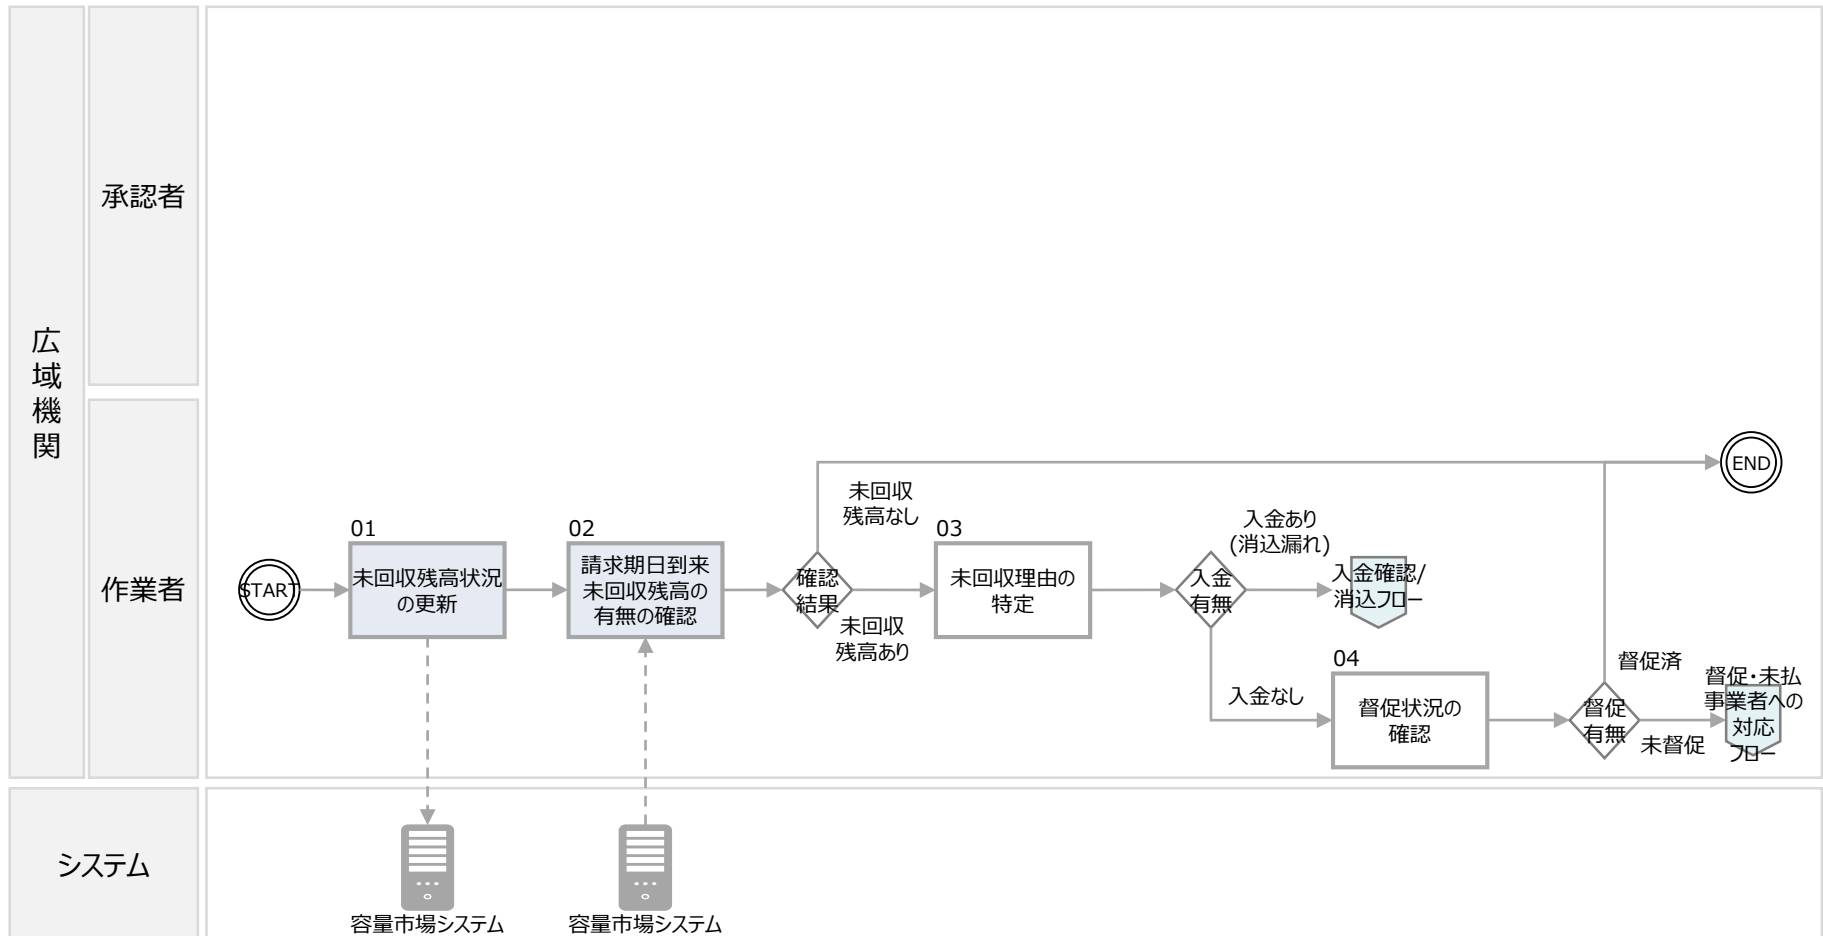 広
域
機
関
承認者
作業者
システム
START
01
未回収残高状況
の更新
02
請求期日到来
未回収残高の
有無の確認
確認
結果
未回収
残高なし
未回収
残高あり
03
未回収理由の
特定
入金
有無
入金あり
(消込漏れ)
入金確認/
消込フロー
入金なし
04
督促状況の
確認
督促
有無
督促済
未督促
督促・未払
事業者への
対応
フロー
END
容量市場システム
容量市場システム